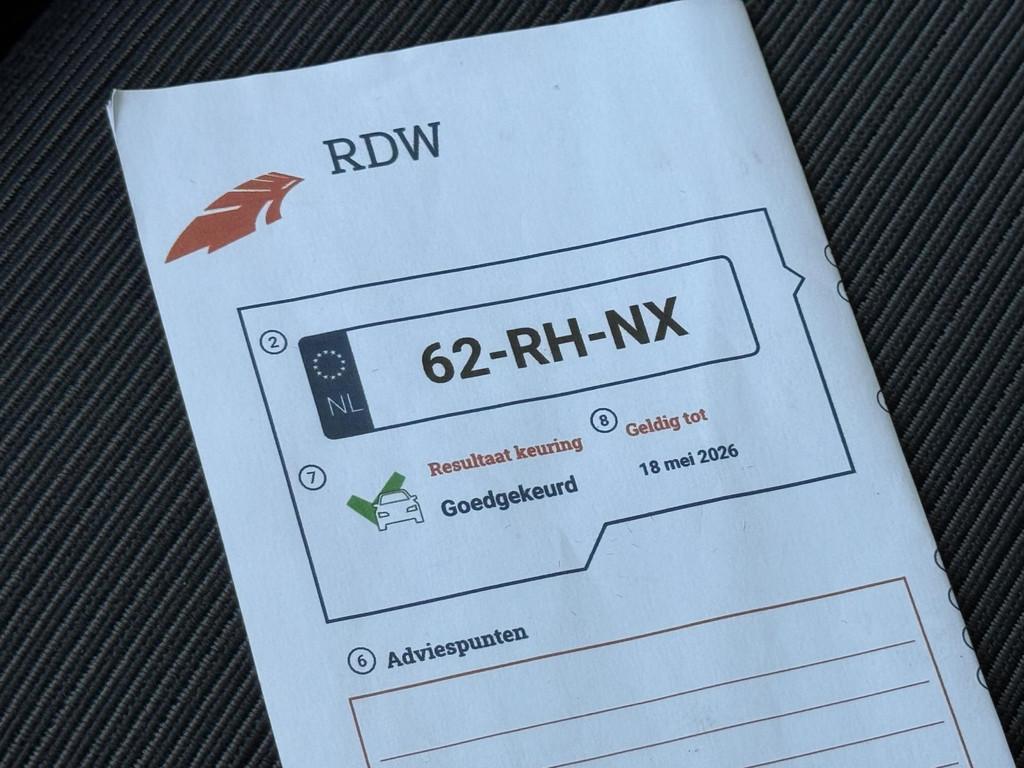 RDW
2
NL
62-RH-NX
7
Resultaat keuring
Goedgekeurd
8
Geldig tot
18 mei 2026
6 Adviespunten